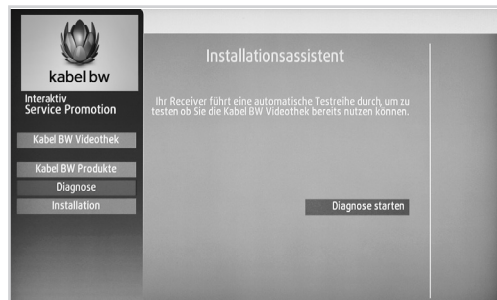 kabel bw
Interaktiv
Service Promotion
Kabel BW Videothek
Kabel BW Produkte
Diagnose
Installation
Installationsassistent
Ihr Receiver führt eine automatische Testreihe durch, um zu
testen ob Sie die Kabel BW Videothek bereits nutzen können.
Diagnose starten